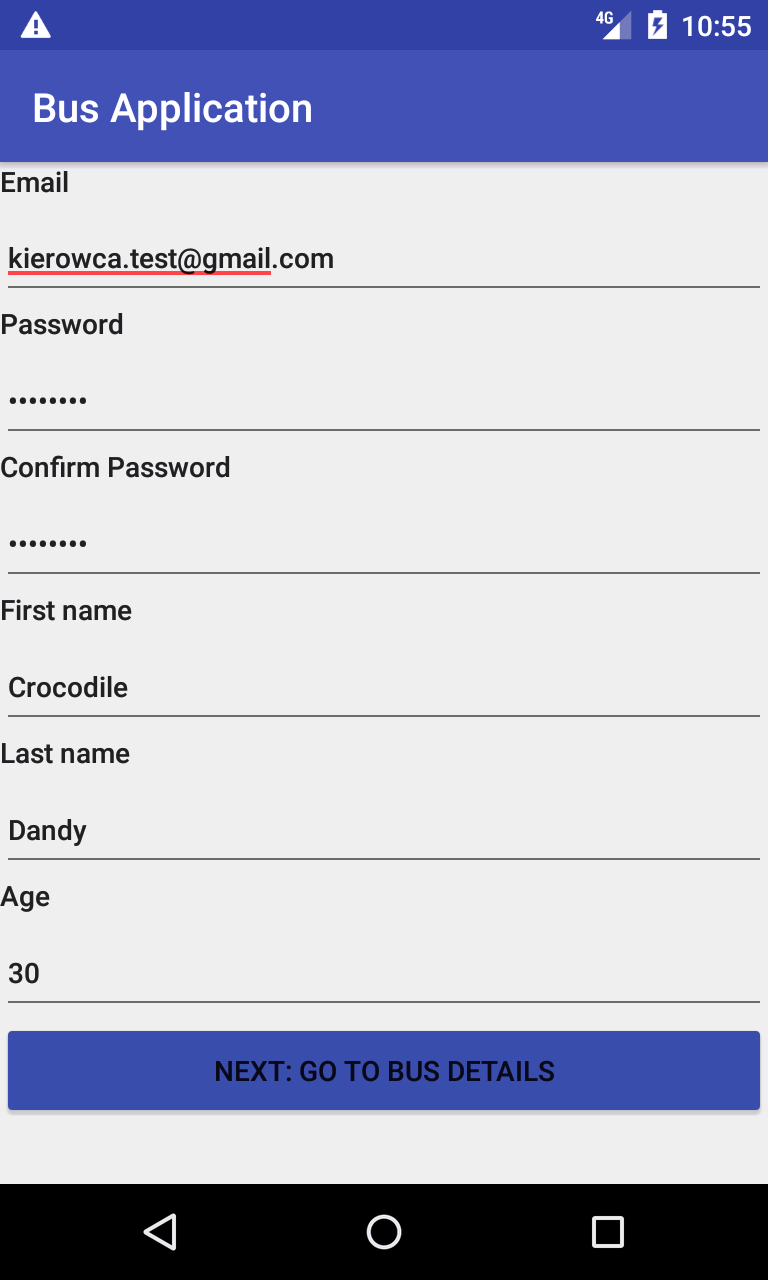 4G 10:55
Bus Application
Email
kierowca.test@gmail.com
Password
••••••••
Confirm Password
••••••••
First name
Crocodile
Last name
Dandy
Age
30
NEXT: GO TO BUS DETAILS